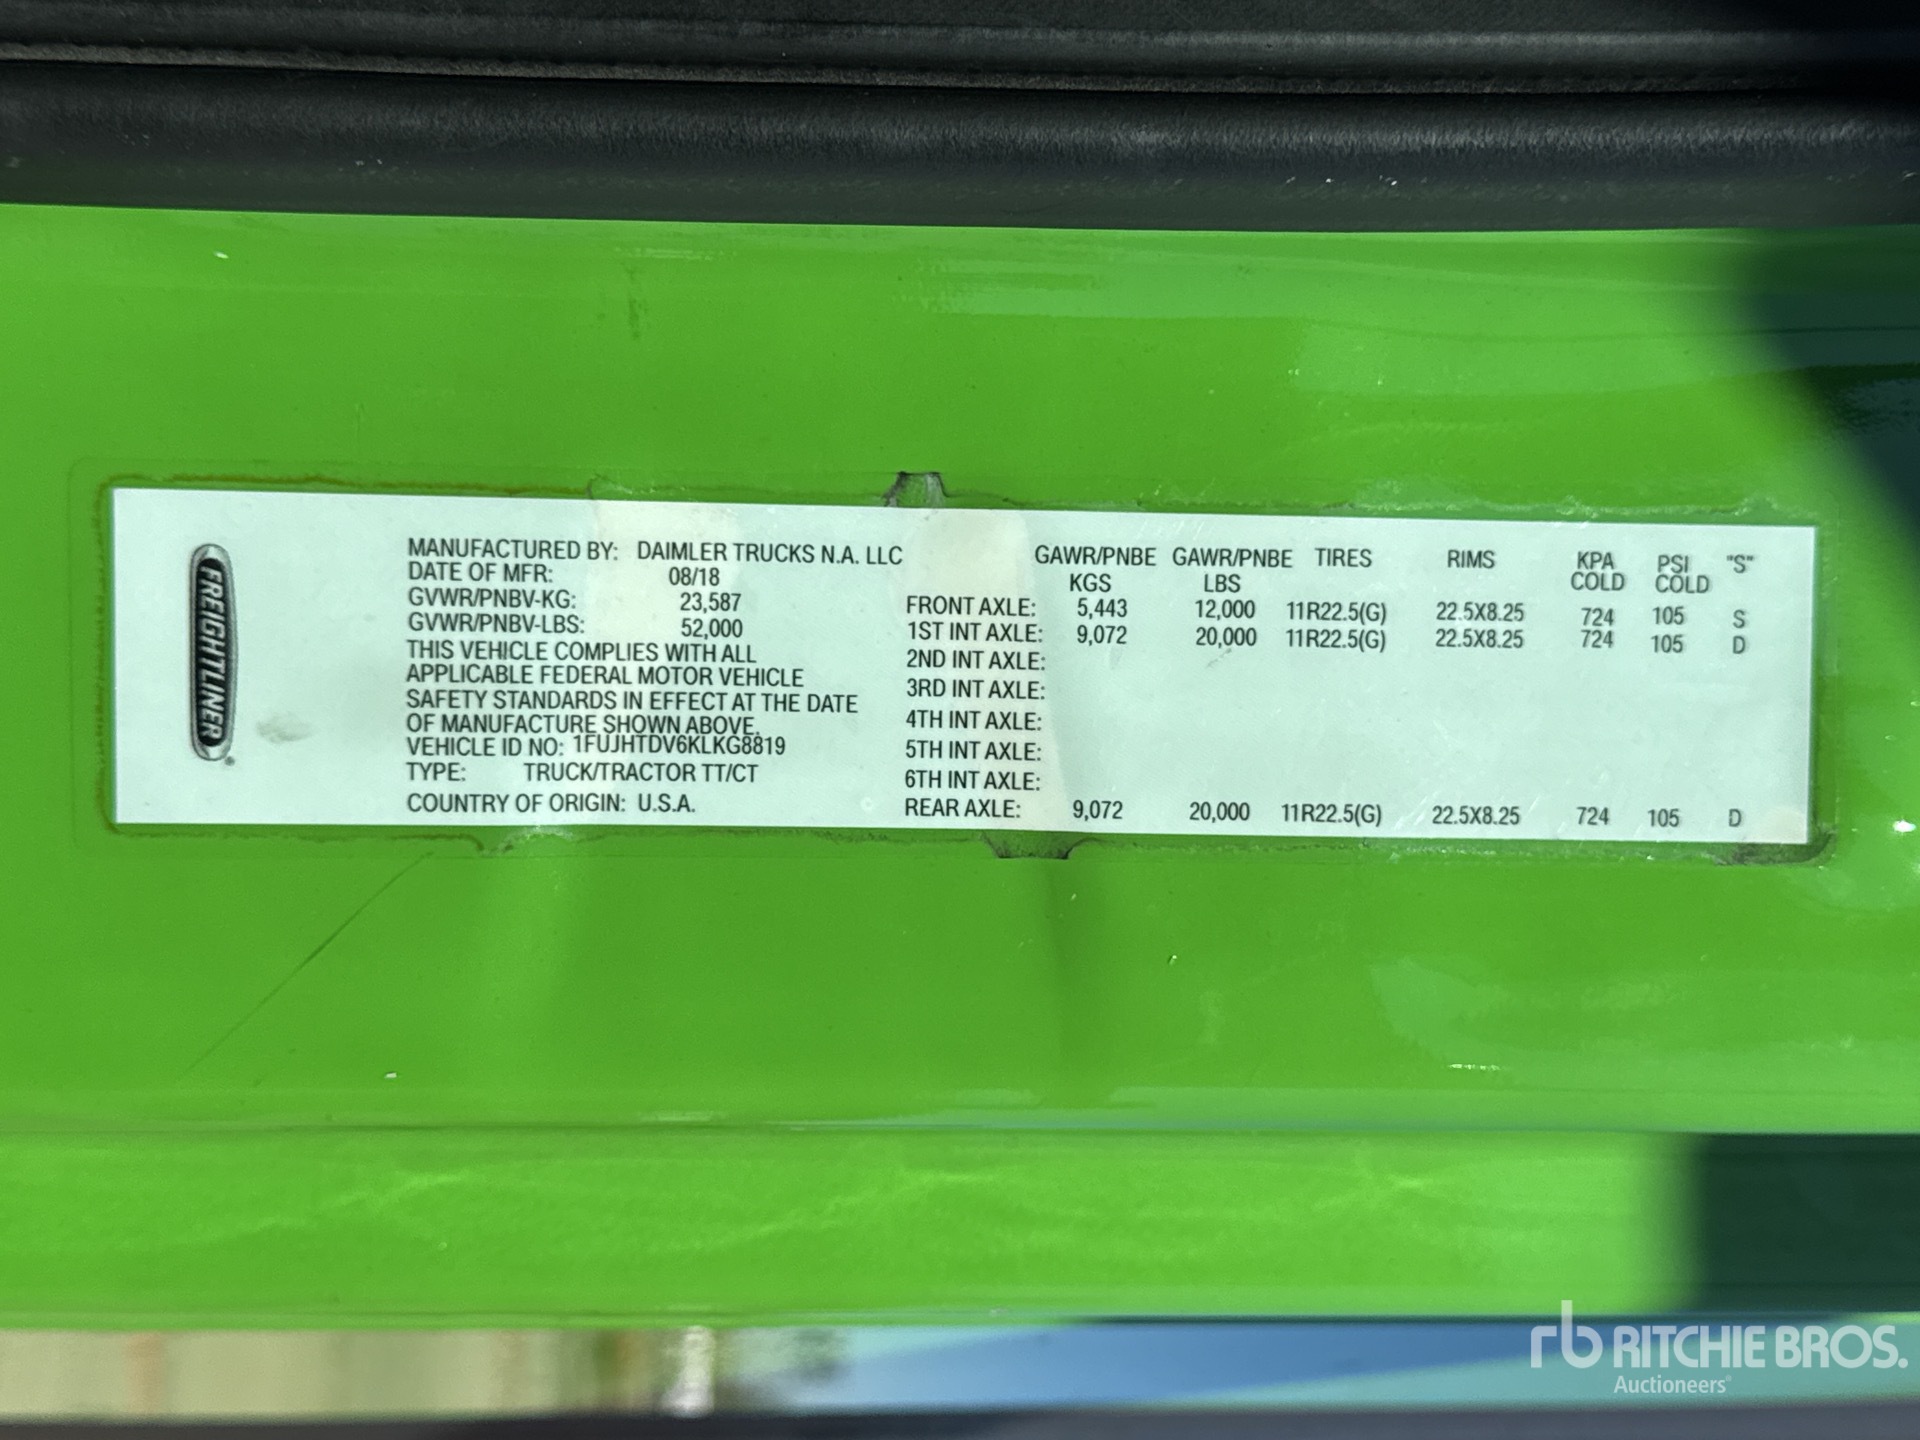 FREIGHTLINER
MANUFACTURED BY: DAIMLER TRUCKS N.A. LLC
DATE OF MFR: 08/18
GVWR/PNBV-KG: 23,587
GVWR/PNBV-LBS: 52,000
THIS VEHICLE COMPLIES WITH ALL
APPLICABLE FEDERAL MOTOR VEHICLE
SAFETY STANDARDS IN EFFECT AT THE DATE
OF MANUFACTURE SHOWN ABOVE.
VEHICLE ID NO: 1FUJHTDV6KLKG8819
TYPE: TRUCK/TRACTOR TT/CT
COUNTRY OF ORIGIN: U.S.A.
GAWR/PNBE GAWR/PNBE TIRES RIMS KPA PSI "S"
KGS LBS COLD COLD
FRONT AXLE: 5,443 12,000 11R22.5(G) 22.5X8.25 724 105 S
1ST INT AXLE: 9,072 20,000 11R22.5(G) 22.5X8.25 724 105 D
2ND INT AXLE:
3RD INT AXLE:
4TH INT AXLE:
5TH INT AXLE:
6TH INT AXLE:
REAR AXLE: 9,072 20,000 11R22.5(G) 22.5X8.25 724 105 D
rb RITCHIE BROS.
Auctioneers